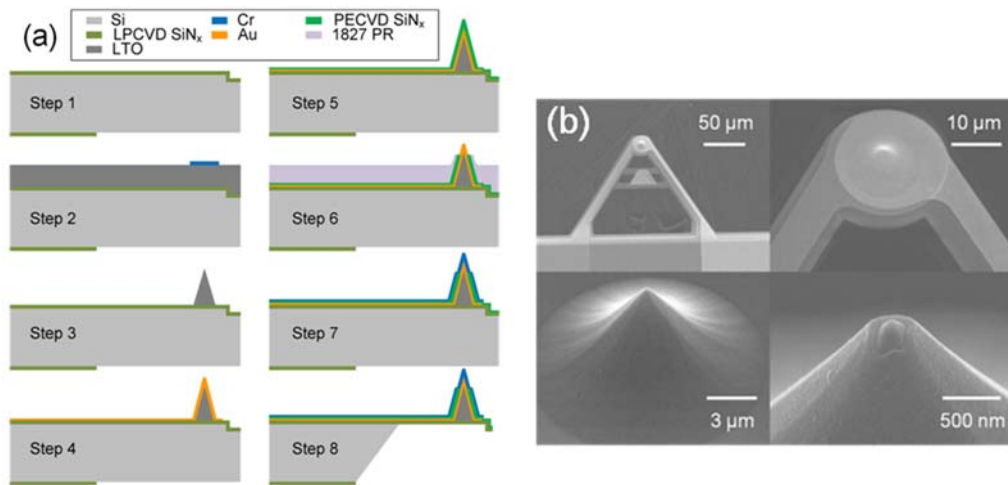 (a)
Si Cr PECVD SiNₓ
LPCVD SiNₓ Au 1827 PR
LTO
Step 1
Step 2
Step 3
Step 4
Step 5
Step 6
Step 7
Step 8
(b)
50 µm
10 µm
3 µm
500 nm